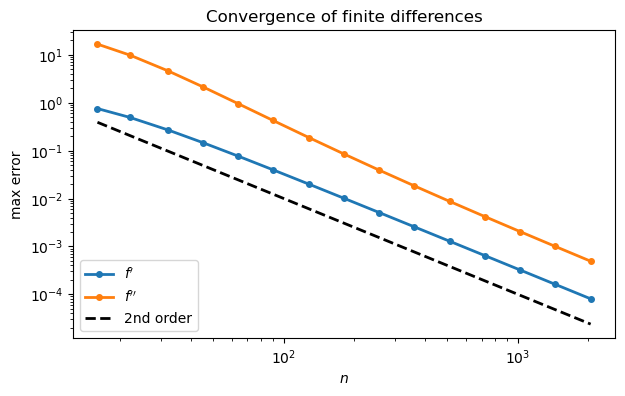 Convergence of finite differences
max error
10¹
10⁰
10⁻¹
10⁻²
10⁻³
10⁻⁴
f′
f″
2nd order
10²
10³
n